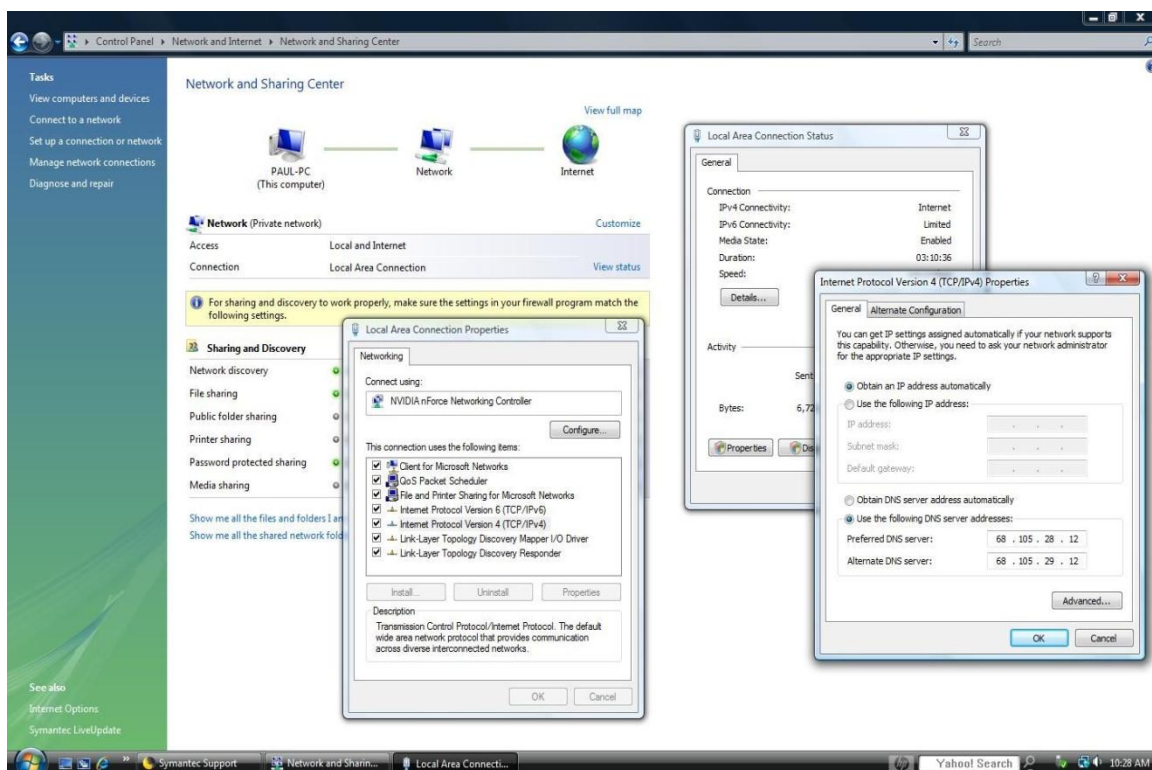 Control Panel ▸ Network and Internet ▸ Network and Sharing Center
Search
Tasks
View computers and devices
Connect to a network
Set up a connection or network
Manage network connections
Diagnose and repair
See also
Internet Options
Symantec LiveUpdate
Network and Sharing Center
View full map
PAUL-PC
(This computer)
Network
Internet
Network (Private network)
Customize
Access Local and Internet
Connection Local Area Connection View status
For sharing and discovery to work properly, make sure the settings in your firewall program match the
following settings.
Sharing and Discovery
Network discovery
File sharing
Public folder sharing
Printer sharing
Password protected sharing
Media sharing
Show me all the files and folders I am
Show me all the shared network
Local Area Connection Properties
Networking
Connect using:
NVIDIA nForce Networking Controller
Configure...
This connection uses the following items:
Client for Microsoft Networks
QoS Packet Scheduler
File and Printer Sharing for Microsoft Networks
Internet Protocol Version 6 (TCP/IPv6)
Internet Protocol Version 4 (TCP/IPv4)
Link-Layer Topology Discovery Mapper I/O Driver
Link-Layer Topology Discovery Responder
Install... Uninstall Properties
Description
Transmission Control Protocol/Internet Protocol. The default
wide area network protocol that provides communication
across diverse interconnected networks.
OK Cancel
Local Area Connection Status
General
Connection
IPv4 Connectivity: Internet
IPv6 Connectivity: Limited
Media State: Enabled
Duration: 03:10:36
Speed:
Details...
Activity
Sent
Bytes: 6,72
Properties
Internet Protocol Version 4 (TCP/IPv4) Properties
General Alternate Configuration
You can get IP settings assigned automatically if your network supports
this capability. Otherwise, you need to ask your network administrator
for the appropriate IP settings.
Obtain an IP address automatically
Use the following IP address:
IP address:
Subnet mask:
Default gateway:
Obtain DNS server address automatically
Use the following DNS server addresses:
Preferred DNS server: 68 . 105 . 28 . 12
Alternate DNS server: 68 . 105 . 29 . 12
Advanced...
OK Cancel
Symantec Support
Network and Sharin...
Local Area Connecti...
hp
Yahoo! Search
10:28 AM